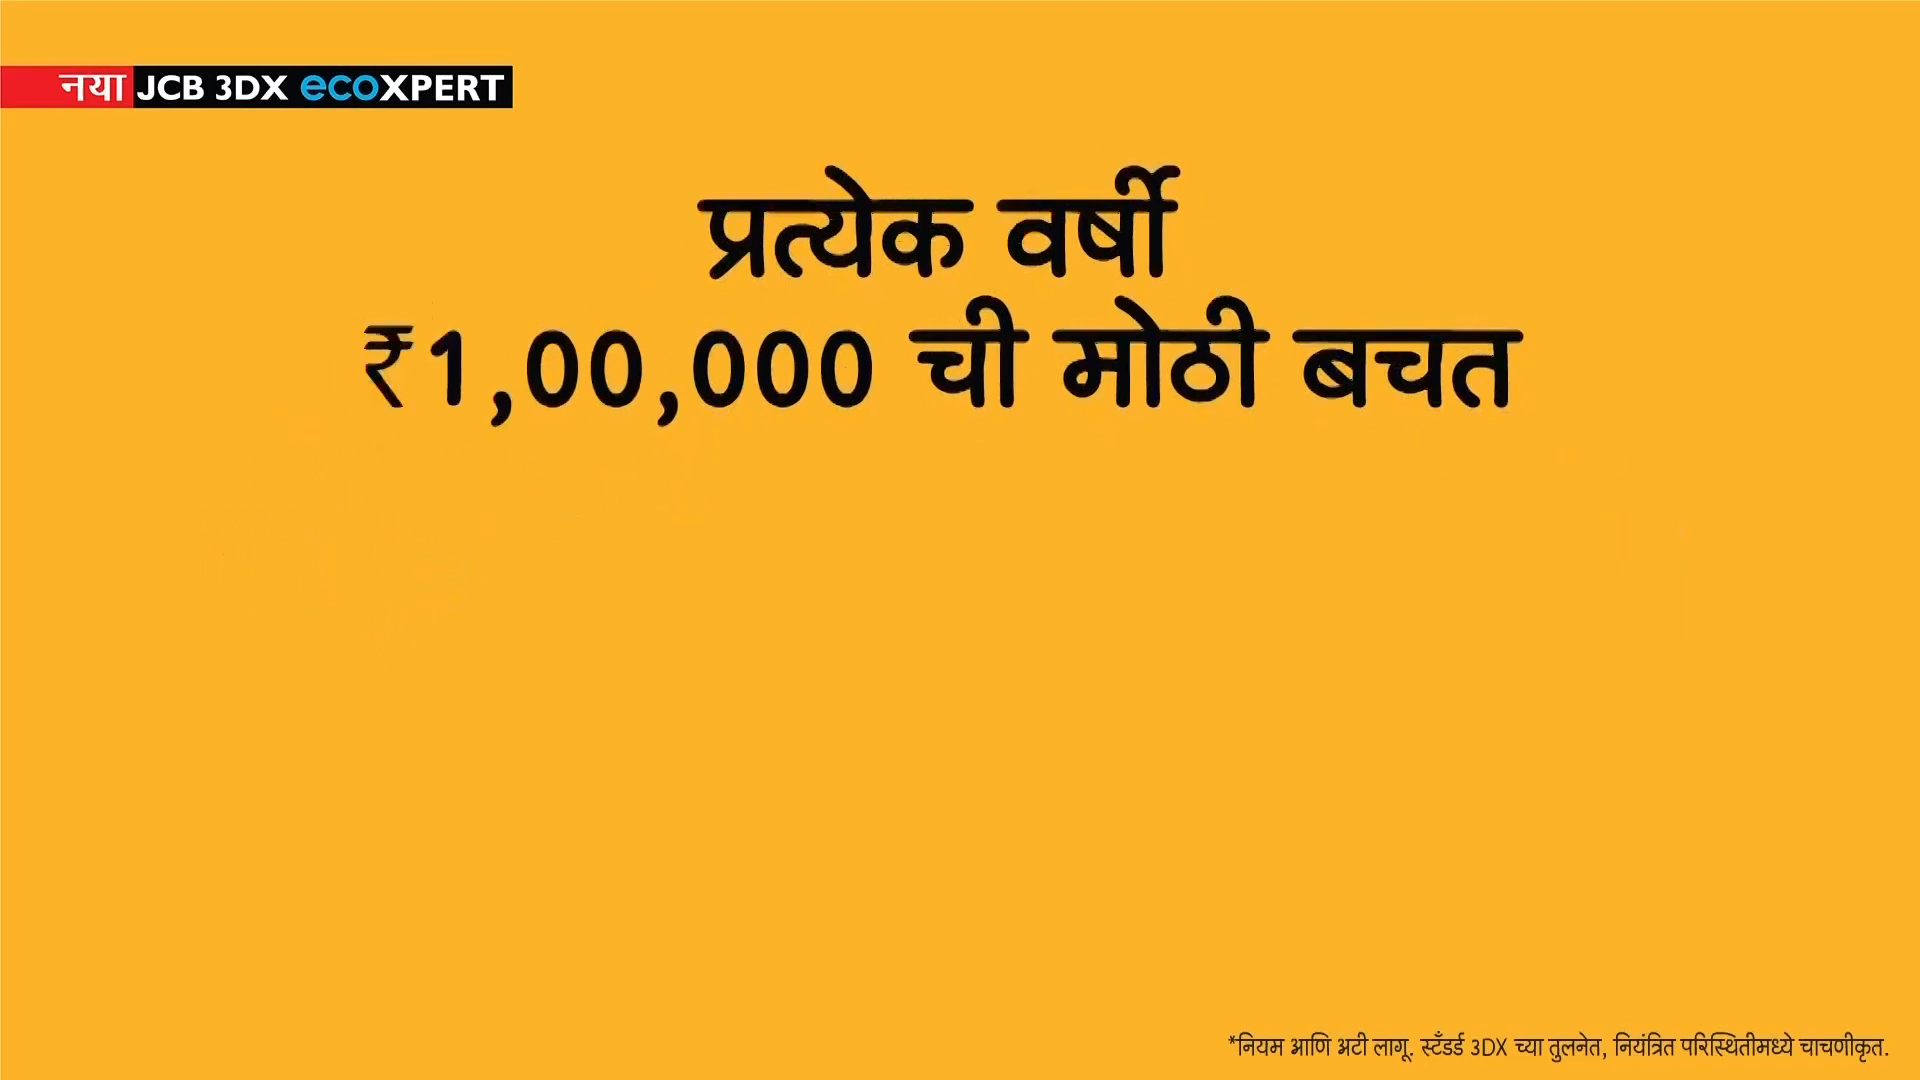 नया JCB 3DX ecoXPERT
प्रत्येक वर्षी
₹1,00,000 ची मोठी बचत
*नियम आणि अटी लागू. स्टँडर्ड 3DX च्या तुलनेत, नियंत्रित परिस्थितीमध्ये चाचणीकृत.